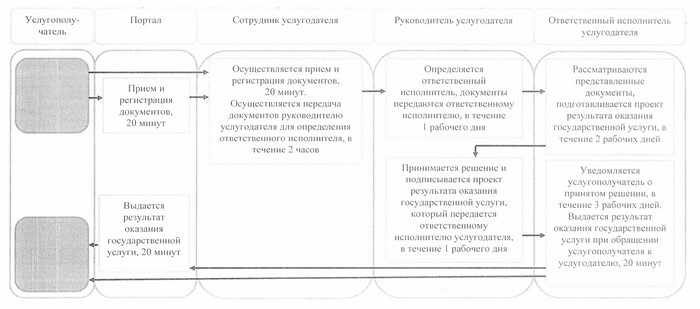 Услугополу-
чатель
Портал
Сотрудник услугодателя
Руководитель услугодателя
Ответственный исполнитель
услугодателя
Прием и
регистрация
документов,
20 минут
Осуществляется прием и
регистрация документов,
20 минут.
Осуществляется передача
документов руководителю
услугодателя для определения
ответственного исполнителя, в
течение 2 часов
Определяется
ответственный
исполнитель, документы
передаются ответственному
исполнителю, в течение
1 рабочего дня
Рассматриваются
представленные
документы,
подготавливается проект
результата оказания
государственной услуги, в
течение 2 рабочих дней
Принимается решение и
подписывается проект
результата оказания
государственной услуги,
который передается
ответственному
исполнителю услугодателя,
в течение 1 рабочего дня
Уведомляется
услугополучатель о
принятом решении, в
течение 3 рабочих дней.
Выдается результат
оказания государственной
услуги при обращении
услугополучателя к
услугодателю, 20 минут
Выдается
результат
оказания
государственной
услуги, 20 минут